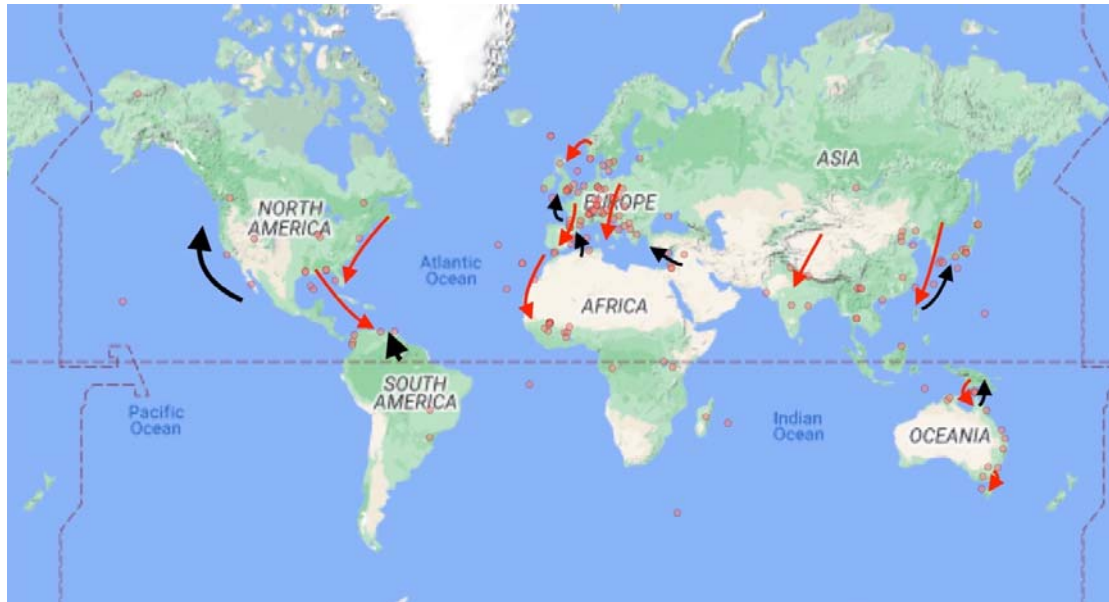 ASIA
NORTH
AMERICA
EUROPE
Atlantic
Ocean
AFRICA
SOUTH
AMERICA
Pacific
Ocean
Indian
Ocean
OCEANIA